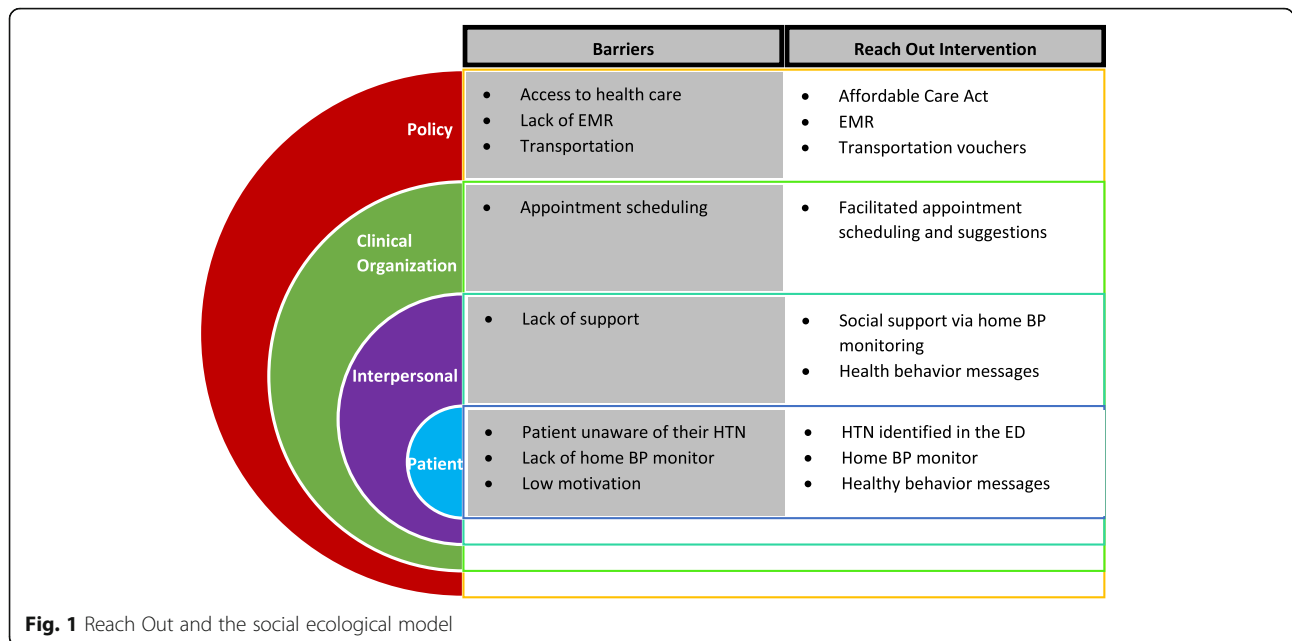 Barriers
Reach Out Intervention
Policy
• Access to health care
• Lack of EMR
• Transportation
• Affordable Care Act
• EMR
• Transportation vouchers
Clinical
Organization
• Appointment scheduling
• Facilitated appointment
scheduling and suggestions
Interpersonal
• Lack of support
• Social support via home BP
monitoring
• Health behavior messages
Patient
• Patient unaware of their HTN
• Lack of home BP monitor
• Low motivation
• HTN identified in the ED
• Home BP monitor
• Healthy behavior messages
Fig. 1 Reach Out and the social ecological model